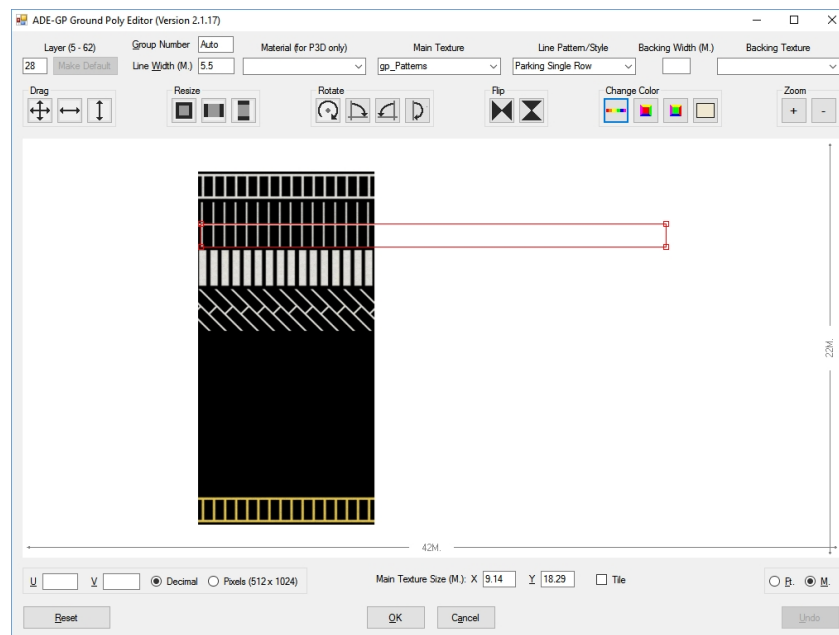 ADE-GP Ground Poly Editor (Version 2.1.17)
Layer (5 - 62) Group Number Auto Material (for P3D only) Main Texture Line Pattern/Style Backing Width (M.) Backing Texture
28 Make Default Line Width (M.) 5.5 gp_Patterns Parking Single Row
Drag Resize Rotate Flip Change Color Zoom
+ -
22M.
42M.
U V Decimal Pixels (512 x 1024) Main Texture Size (M.): X 9.14 Y 18.29 Tile Ft. M.
Reset OK Cancel Undo